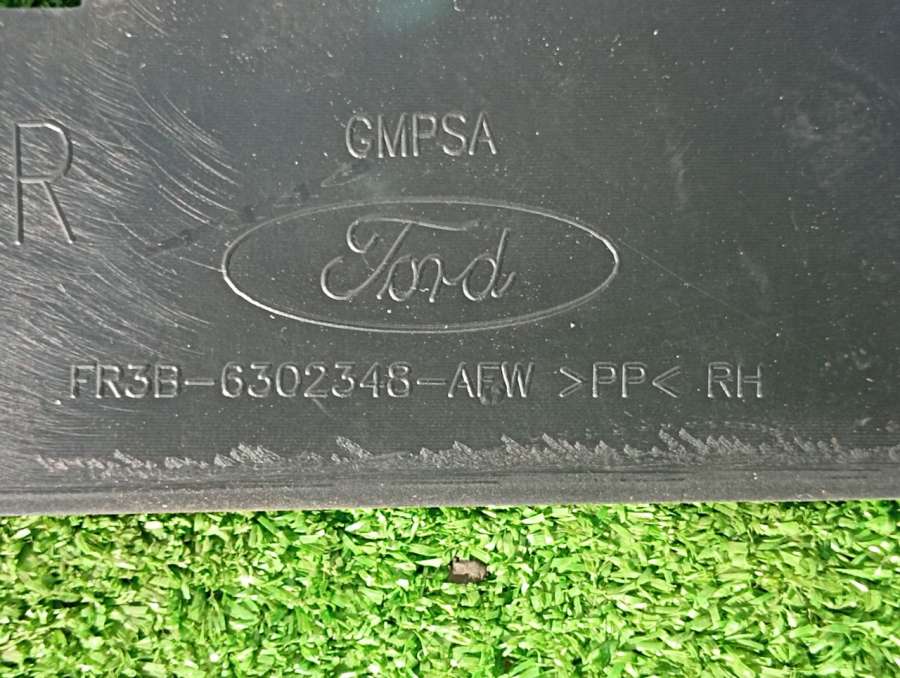 GMPSA
R
Ford
FR3B-6302348-AFW >PP< RH